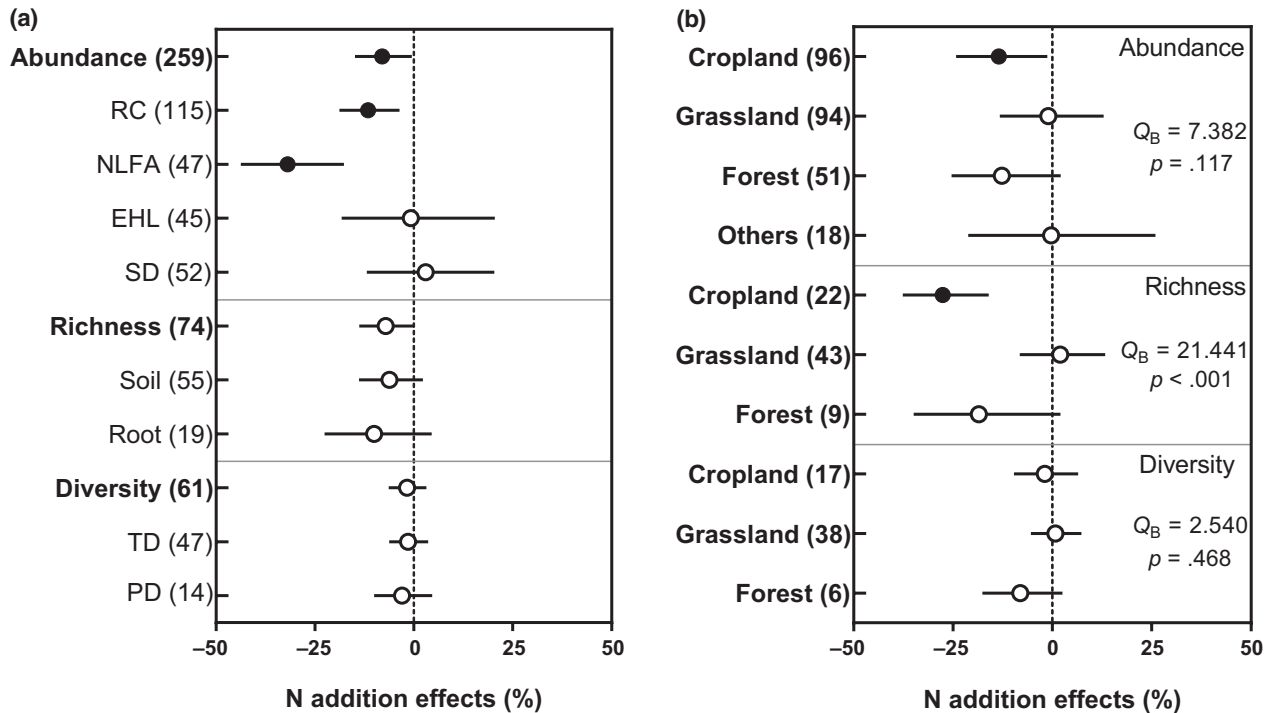 (a)
Abundance (259)
RC (115)
NLFA (47)
EHL (45)
SD (52)
Richness (74)
Soil (55)
Root (19)
Diversity (61)
TD (47)
PD (14)
–50 –25 0 25 50
N addition effects (%)
(b)
Abundance
Cropland (96)
Grassland (94)
Forest (51)
Others (18)
QB = 7.382
p = .117
Richness
Cropland (22)
Grassland (43)
Forest (9)
QB = 21.441
p < .001
Diversity
Cropland (17)
Grassland (38)
Forest (6)
QB = 2.540
p = .468
–50 –25 0 25 50
N addition effects (%)